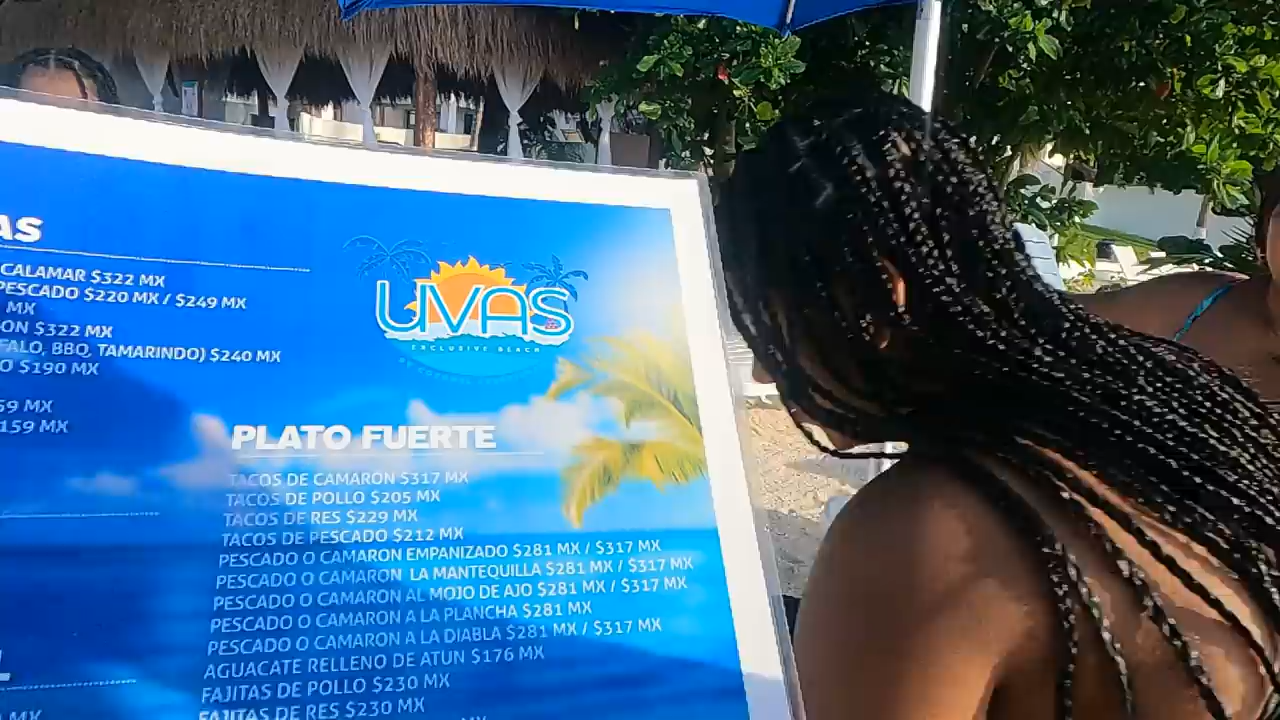 AS
CALAMAR $322 MX
PESCADO $220 MX / $249 MX
MX
ON $322 MX
FALO, BBQ, TAMARINDO) $240 MX
O $190 MX
59 MX
159 MX
UVAS
EXCLUSIVE BEACH
PLATO FUERTE
TACOS DE CAMARON $317 MX
TACOS DE POLLO $205 MX
TACOS DE RES $229 MX
TACOS DE PESCADO $212 MX
PESCADO O CAMARON EMPANIZADO $281 MX / $317 MX
PESCADO O CAMARON LA MANTEQUILLA $281 MX / $317 MX
PESCADO O CAMARON AL MOJO DE AJO $281 MX / $317 MX
PESCADO O CAMARON A LA PLANCHA $281 MX
PESCADO O CAMARON A LA DIABLA $281 MX / $317 MX
AGUACATE RELLENO DE ATUN $176 MX
FAJITAS DE POLLO $230 MX
FAJITAS DE RES $230 MX
MX